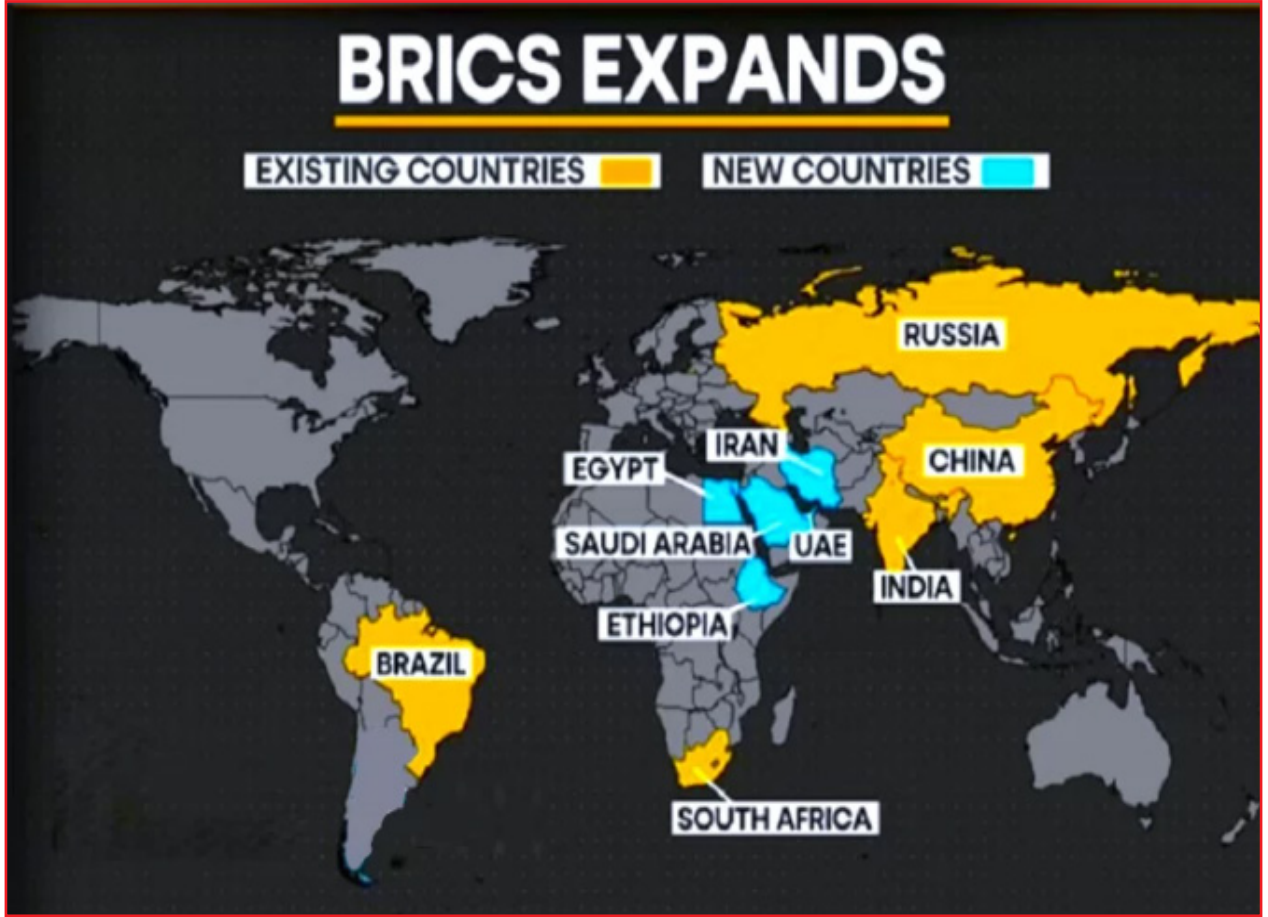 BRICS EXPANDS
EXISTING COUNTRIES
NEW COUNTRIES
RUSSIA
IRAN
CHINA
EGYPT
SAUDI ARABIA
UAE
INDIA
ETHIOPIA
BRAZIL
SOUTH AFRICA